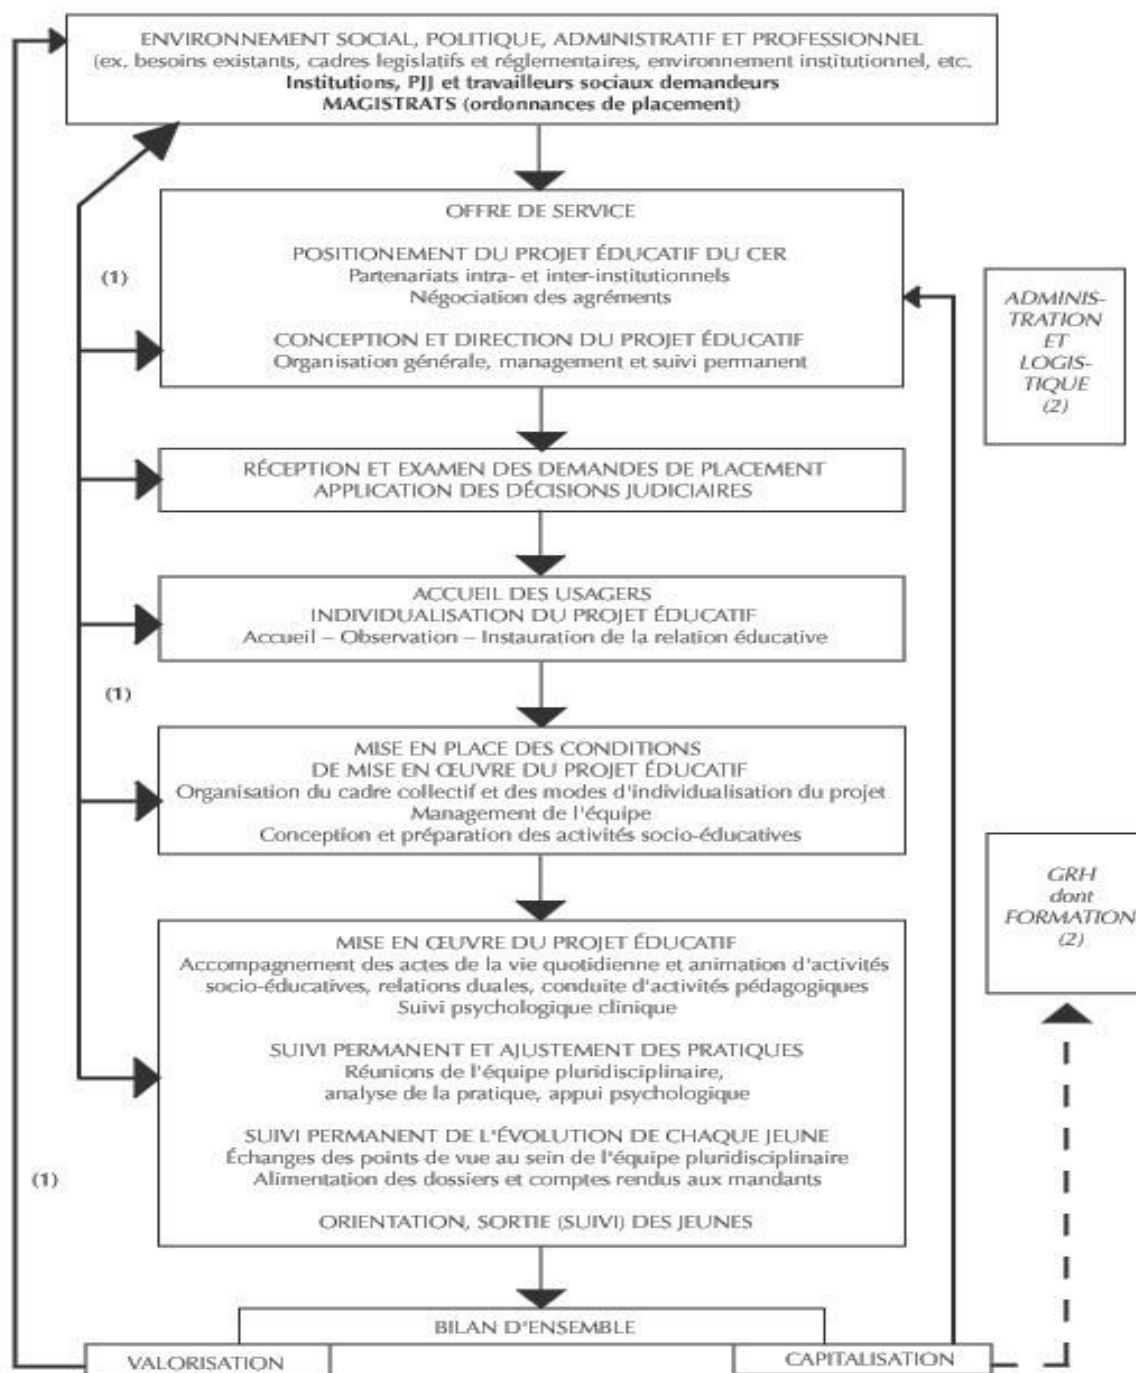 ENVIRONNEMENT SOCIAL, POLITIQUE, ADMINISTRATIF ET PROFESSIONNEL
(ex. besoins existants, cadres legislatifs et réglementaires, environnement institutionnel, etc.
Institutions, PJJ et travailleurs sociaux demandeurs
MAGISTRATS (ordonnances de placement)
OFFRE DE SERVICE
POSITIONEMENT DU PROJET ÉDUCATIF DU CER
Partenariats intra- et inter-institutionnels
Négociation des agréments
CONCEPTION ET DIRECTION DU PROJET ÉDUCATIF
Organisation générale, management et suivi permanent
(1)
ADMINIS-
TRATION
ET
LOGIS-
TIQUE
(2)
RÉCEPTION ET EXAMEN DES DEMANDES DE PLACEMENT
APPLICATION DES DÉCISIONS JUDICIAIRES
ACCUEIL DES USAGERS
INDIVIDUALISATION DU PROJET ÉDUCATIF
Accueil – Observation – Instauration de la relation éducative
(1)
MISE EN PLACE DES CONDITIONS
DE MISE EN ŒUVRE DU PROJET ÉDUCATIF
Organisation du cadre collectif et des modes d'individualisation du projet
Management de l'équipe
Conception et préparation des activités socio-éducatives
GRH
dont
FORMATION
(2)
MISE EN ŒUVRE DU PROJET ÉDUCATIF
Accompagnement des actes de la vie quotidienne et animation d'activités
socio-éducatives, relations duales, conduite d'activités pédagogiques
Suivi psychologique clinique
SUIVI PERMANENT ET AJUSTEMENT DES PRATIQUES
Réunions de l'équipe pluridisciplinaire,
analyse de la pratique, appui psychologique
SUIVI PERMANENT DE L'ÉVOLUTION DE CHAQUE JEUNE
Échanges des points de vue au sein de l'équipe pluridisciplinaire
Alimentation des dossiers et comptes rendus aux mandants
(1)
ORIENTATION, SORTIE (SUIVI) DES JEUNES
BILAN D'ENSEMBLE
VALORISATION
CAPITALISATION